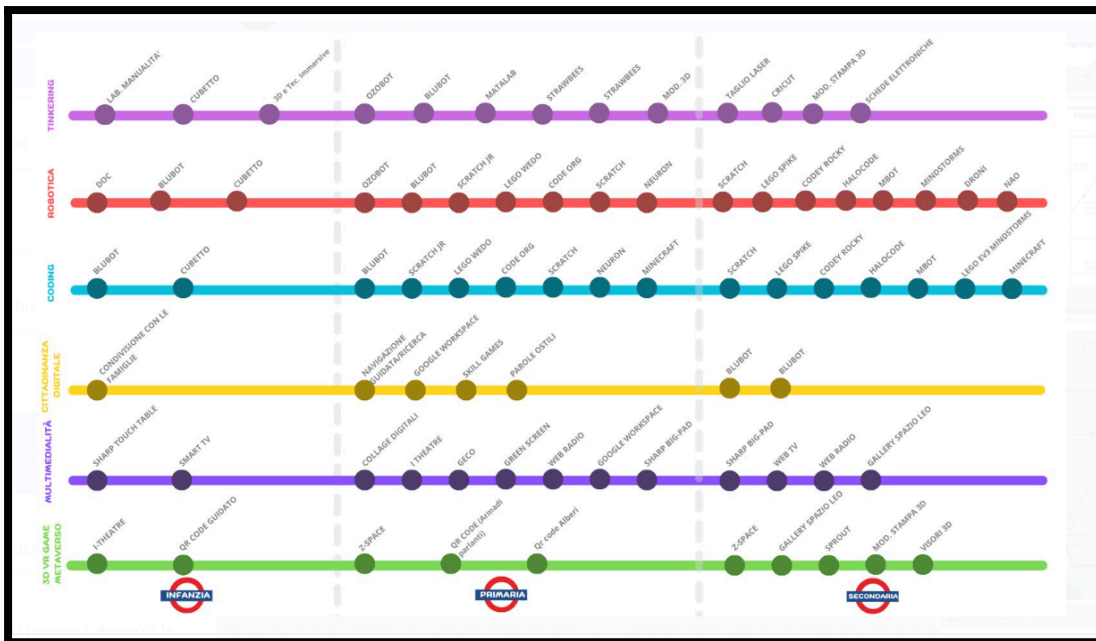 TINKERING
LAB. MANUALITA'
CUBETTO
3D e Tec. Immersive
OZOBOT
BLUBOT
MATALAB
STRAWBEES
STRAWBEES
MOD. 3D
TAGLIO LASER
CRICUT
MOD. STAMPA 3D
SCHEDE ELETTRONICHE
ROBOTICA
DOC
BLUBOT
CUBETTO
OZOBOT
BLUBOT
SCRATCH JR
LEGO WEDO
CODE ORG
SCRATCH
NEURON
SCRATCH
LEGO SPIKE
CODEY ROCKY
HALOCODE
MBOT
MINDSTORMS
DRONI
NAO
CODING
BLUBOT
CUBETTO
BLUBOT
SCRATCH JR
LEGO WEDO
CODE ORG
SCRATCH
NEURON
MINECRAFT
SCRATCH
LEGO SPIKE
CODEY ROCKY
HALOCODE
MBOT
LEGO EV3 MINDSTORMS
MINECRAFT
CITTADINANZA
DIGITALE
CONDIVISIONE CON LE
FAMIGLIE
NAVIGAZIONE
GUIDATA/RICERCA
GOOGLE WORKSPACE
SKILL GAMES
PAROLE OSTILI
BLUBOT
BLUBOT
MULTIMEDIALITÀ
SHARP TOUCH TABLE
SMART TV
COLLAGE DIGITALI
I THEATRE
GECO
GREEN SCREEN
WEB RADIO
GOOGLE WORKSPACE
SHARP BIG-PAD
SHARP BIG-PAD
WEB TV
WEB RADIO
GALLERY SPAZIO LEO
3D VR GAME
METAVERSO
I-THEATRE
QR CODE GUIDATO
Z-SPACE
QR CODE (Armadi
parlanti)
Qr code Alberi
Z-SPACE
GALLERY SPAZIO LEO
SPROUT
MOD. STAMPA 3D
VISORI 3D
INFANZIA
PRIMARIA
SECONDARIA